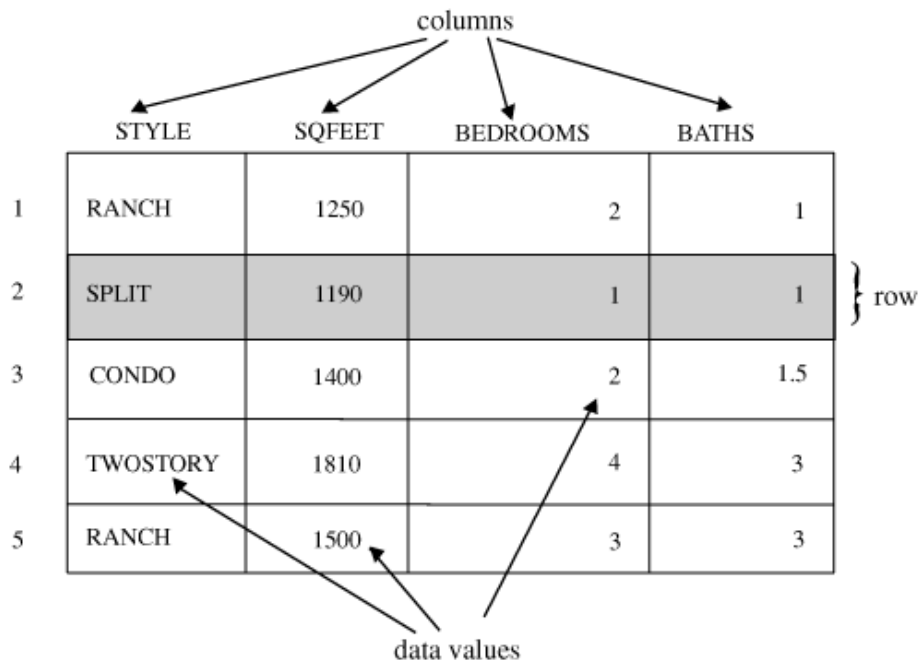 columns
STYLE SQFEET BEDROOMS BATHS
1 RANCH 1250 2 1
2 SPLIT 1190 1 1 row
3 CONDO 1400 2 1.5
4 TWOSTORY 1810 4 3
5 RANCH 1500 3 3
data values